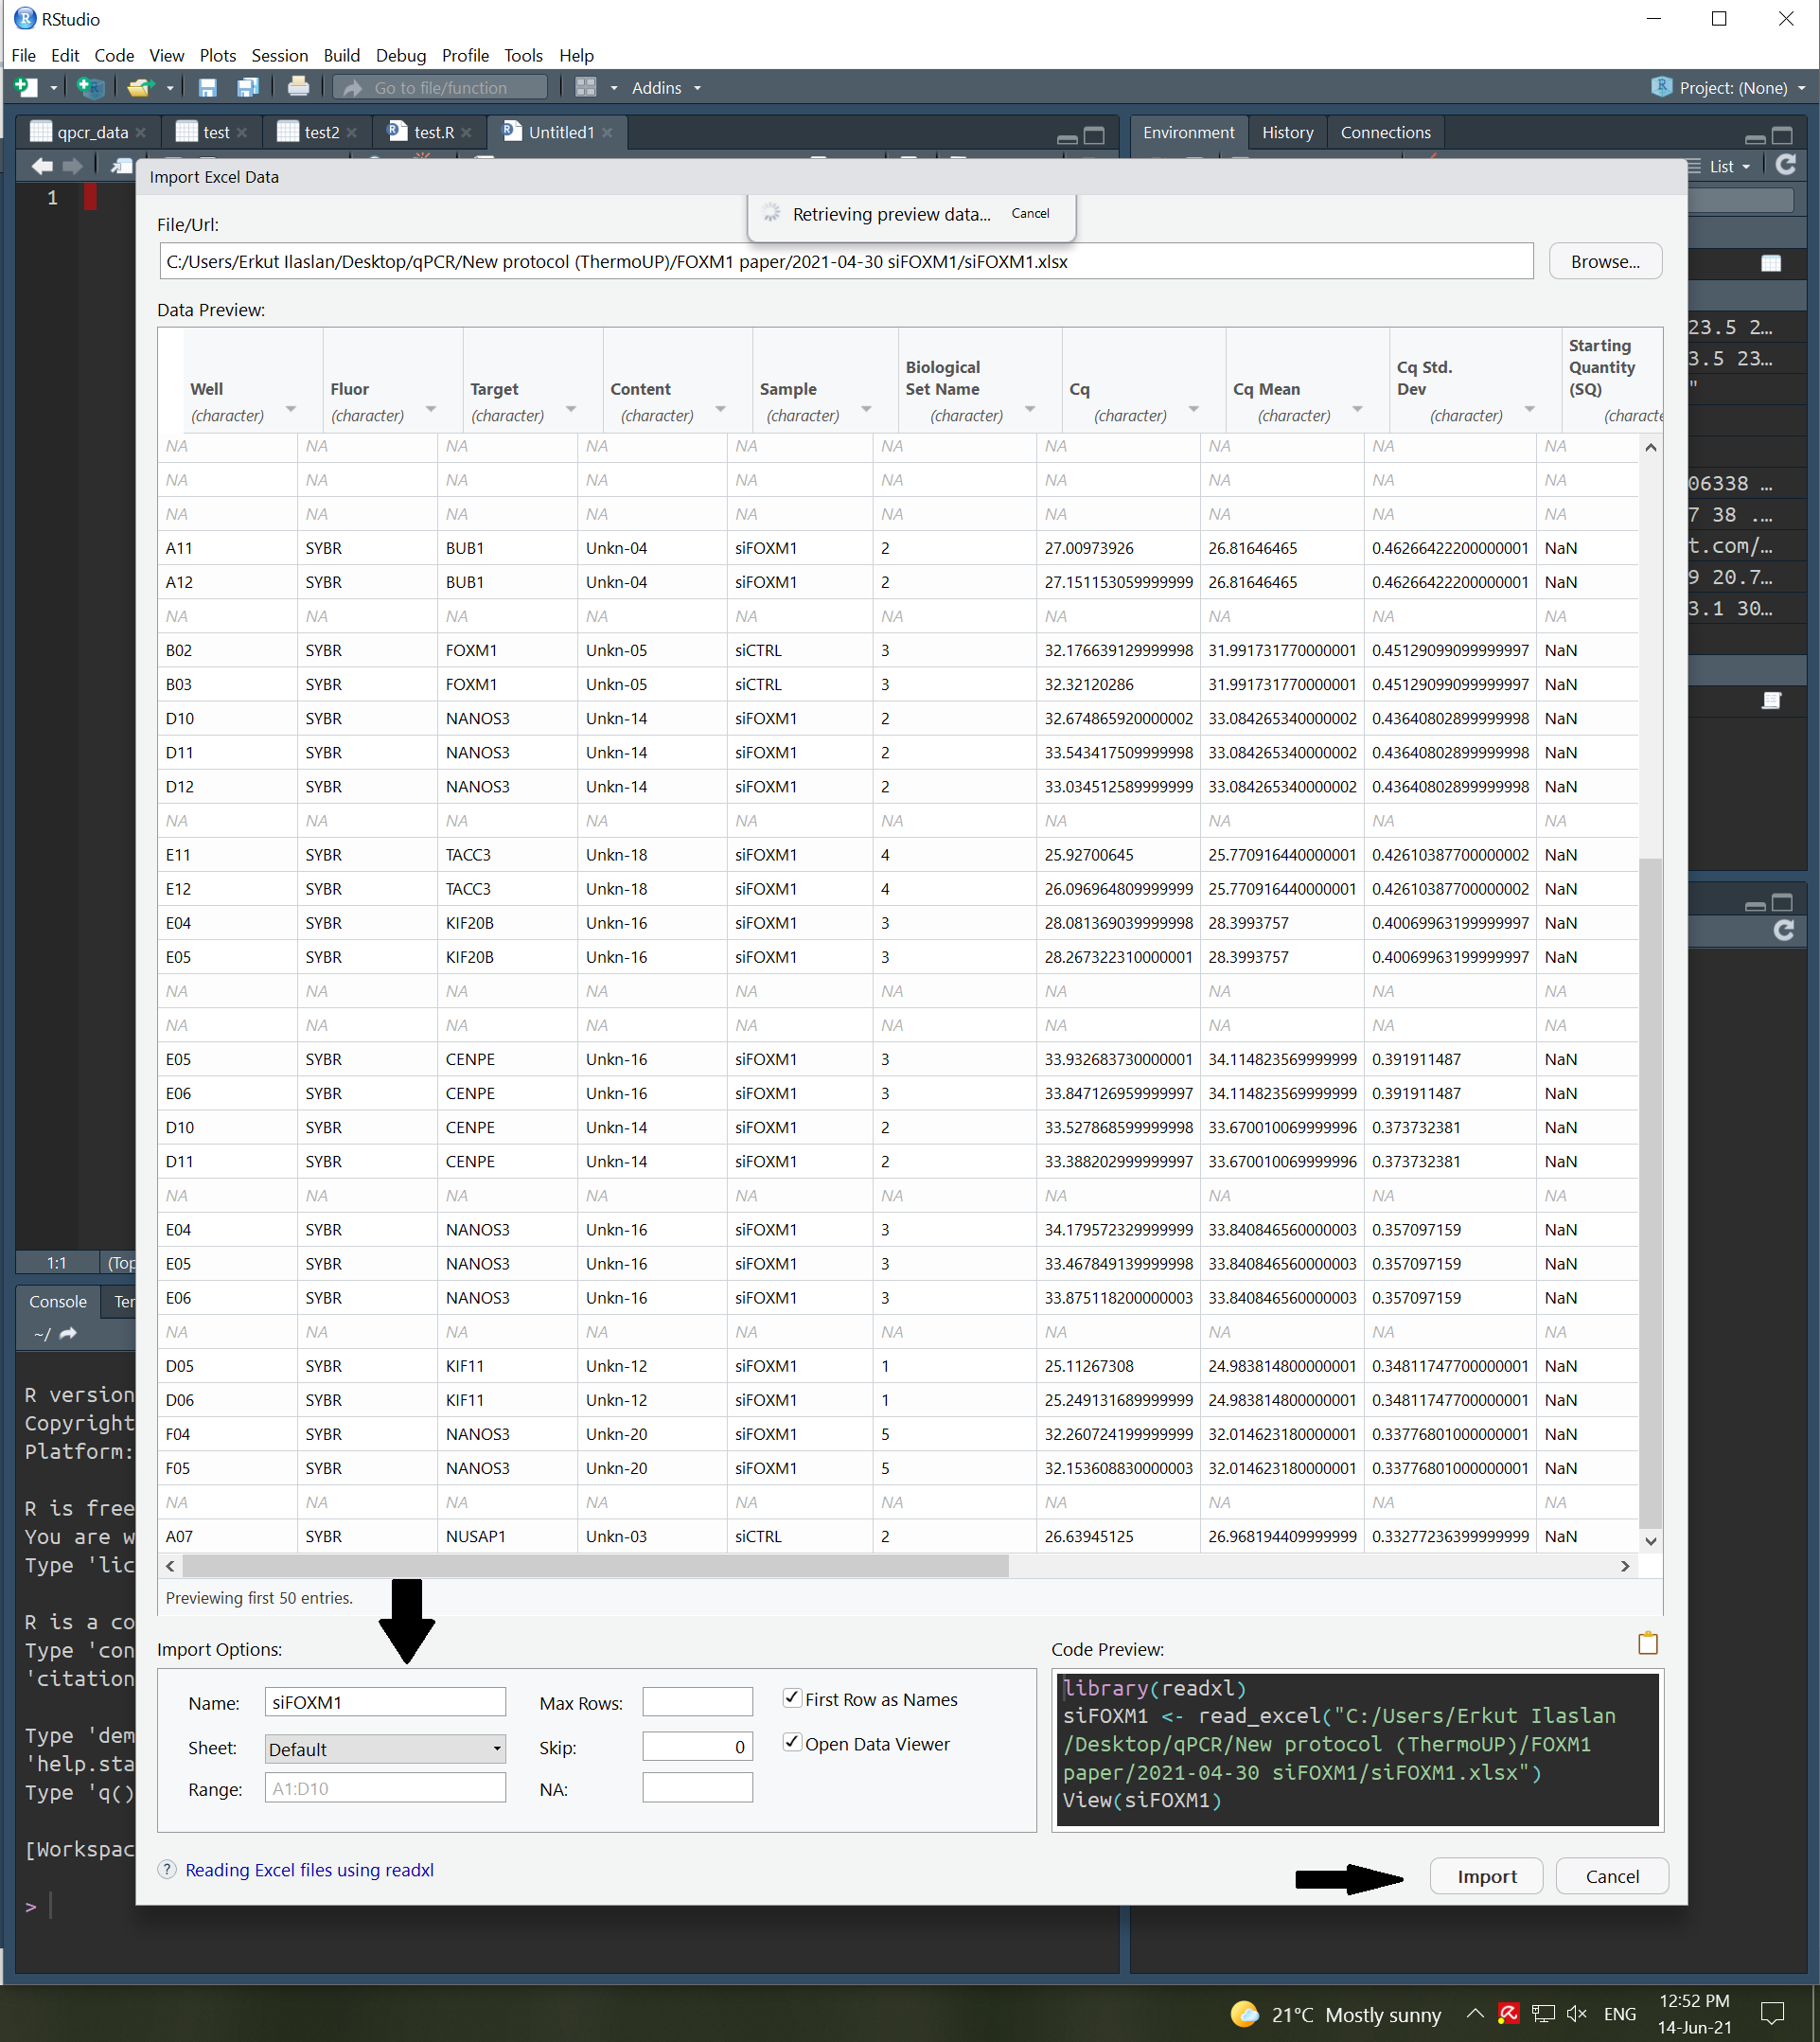 RStudio
File Edit Code View Plots Session Build Debug Profile Tools Help
Go to file/function Addins Project: (None)
qpcr_data test test2 test.R Untitled1 Environment History Connections
List
1
Import Excel Data
Retrieving preview data... Cancel
File/Url:
C:/Users/Erkut Ilaslan/Desktop/qPCR/New protocol (ThermoUP)/FOXM1 paper/2021-04-30 siFOXM1/siFOXM1.xlsx Browse...
Data Preview:
Well Fluor Target Content Sample Biological Set Name Cq Cq Mean Cq Std. Dev Starting Quantity (SQ)
(character) (character) (character) (character) (character) (character) (character) (character) (character) (characte
NA NA NA NA NA NA NA NA NA NA
NA NA NA NA NA NA NA NA NA NA
NA NA NA NA NA NA NA NA NA NA
A11 SYBR BUB1 Unkn-04 siFOXM1 2 27.00973926 26.81646465 0.46266422200000001 NaN
A12 SYBR BUB1 Unkn-04 siFOXM1 2 27.151153059999999 26.81646465 0.46266422200000001 NaN
NA NA NA NA NA NA NA NA NA NA
B02 SYBR FOXM1 Unkn-05 siCTRL 3 32.176639129999998 31.991731770000001 0.45129099099999997 NaN
B03 SYBR FOXM1 Unkn-05 siCTRL 3 32.32120286 31.991731770000001 0.45129099099999997 NaN
D10 SYBR NANOS3 Unkn-14 siFOXM1 2 32.674865920000002 33.084265340000002 0.43640802899999998 NaN
D11 SYBR NANOS3 Unkn-14 siFOXM1 2 33.543417509999998 33.084265340000002 0.43640802899999998 NaN
D12 SYBR NANOS3 Unkn-14 siFOXM1 2 33.034512589999999 33.084265340000002 0.43640802899999998 NaN
NA NA NA NA NA NA NA NA NA NA
E11 SYBR TACC3 Unkn-18 siFOXM1 4 25.92700645 25.770916440000001 0.42610387700000002 NaN
E12 SYBR TACC3 Unkn-18 siFOXM1 4 26.096964809999999 25.770916440000001 0.42610387700000002 NaN
E04 SYBR KIF20B Unkn-16 siFOXM1 3 28.081369039999998 28.3993757 0.40069963199999997 NaN
E05 SYBR KIF20B Unkn-16 siFOXM1 3 28.267322310000001 28.3993757 0.40069963199999997 NaN
NA NA NA NA NA NA NA NA NA NA
NA NA NA NA NA NA NA NA NA NA
E05 SYBR CENPE Unkn-16 siFOXM1 3 33.932683730000001 34.114823569999999 0.391911487 NaN
E06 SYBR CENPE Unkn-16 siFOXM1 3 33.847126959999997 34.114823569999999 0.391911487 NaN
D10 SYBR CENPE Unkn-14 siFOXM1 2 33.527868599999998 33.670010069999996 0.373732381 NaN
D11 SYBR CENPE Unkn-14 siFOXM1 2 33.388202999999997 33.670010069999996 0.373732381 NaN
NA NA NA NA NA NA NA NA NA NA
E04 SYBR NANOS3 Unkn-16 siFOXM1 3 34.179572329999999 33.840846560000003 0.357097159 NaN
E05 SYBR NANOS3 Unkn-16 siFOXM1 3 33.467849139999998 33.840846560000003 0.357097159 NaN
E06 SYBR NANOS3 Unkn-16 siFOXM1 3 33.875118200000003 33.840846560000003 0.357097159 NaN
NA NA NA NA NA NA NA NA NA NA
D05 SYBR KIF11 Unkn-12 siFOXM1 1 25.11267308 24.983814800000001 0.34811747700000001 NaN
D06 SYBR KIF11 Unkn-12 siFOXM1 1 25.249131689999999 24.983814800000001 0.34811747700000001 NaN
F04 SYBR NANOS3 Unkn-20 siFOXM1 5 32.260724199999999 32.014623180000001 0.33776801000000001 NaN
F05 SYBR NANOS3 Unkn-20 siFOXM1 5 32.153608830000003 32.014623180000001 0.33776801000000001 NaN
NA NA NA NA NA NA NA NA NA NA
A07 SYBR NUSAP1 Unkn-03 siCTRL 2 26.63945125 26.968194409999999 0.33277236399999999 NaN
Previewing first 50 entries.
23.5 2...
3.5 23...
"
06338 ...
7 38 ....
t.com/...
9 20.7...
3.1 30...
1:1 (Top
Console Ter
~/
R version
Copyright
Platform:
R is free
You are w
Type 'lic
R is a co
Type 'con
'citation
Type 'dem
'help.sta
Type 'q()
[Workspac
>
Import Options:
Name: siFOXM1 Max Rows: First Row as Names
Sheet: Default Skip: 0 Open Data Viewer
Range: A1:D10 NA:
Code Preview:
library(readxl)
siFOXM1 <- read_excel("C:/Users/Erkut Ilaslan
/Desktop/qPCR/New protocol (ThermoUP)/FOXM1
paper/2021-04-30 siFOXM1/siFOXM1.xlsx")
View(siFOXM1)
? Reading Excel files using readxl Import Cancel
21°C Mostly sunny ENG 12:52 PM
14-Jun-21